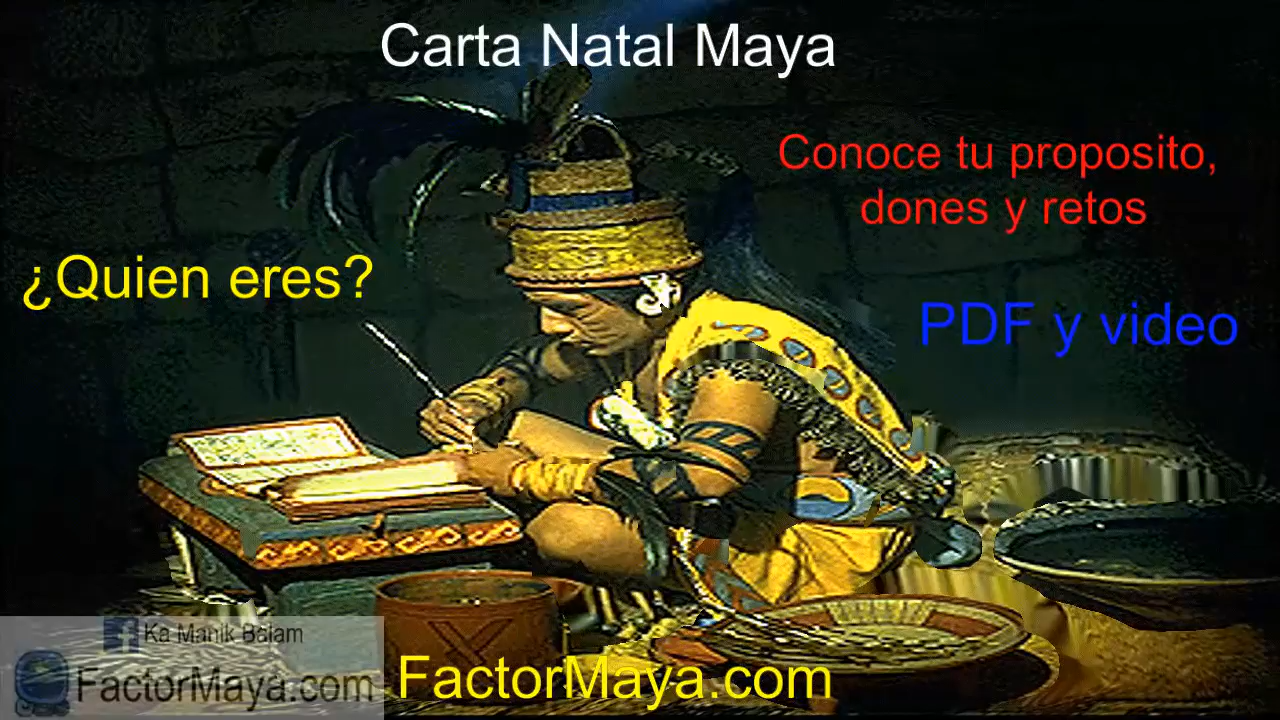 Carta Natal Maya
Conoce tu proposito,
dones y retos
¿Quien eres?
PDF y video
Ka Manik Balam
FactorMaya.com
FactorMaya.com